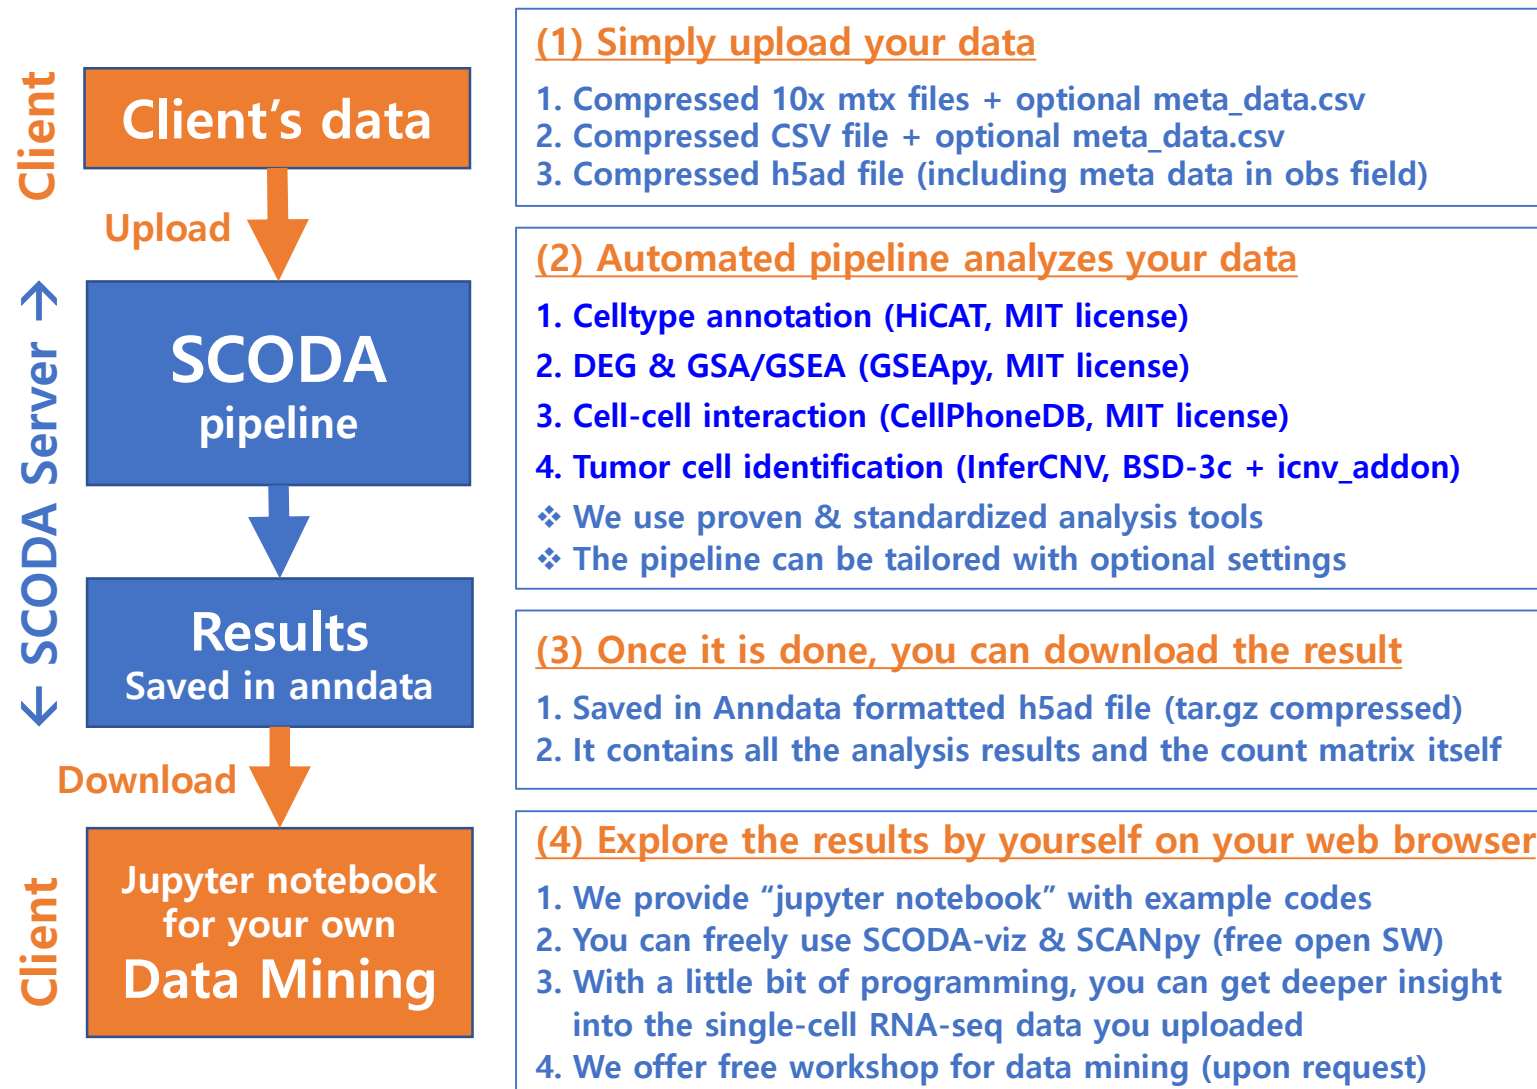 Client
Client's data
Upload
← SCODA Server →
SCODA
pipeline
Results
Saved in anndata
Download
Client
Jupyter notebook
for your own
Data Mining
(1) Simply upload your data
1. Compressed 10x mtx files + optional meta_data.csv
2. Compressed CSV file + optional meta_data.csv
3. Compressed h5ad file (including meta data in obs field)
(2) Automated pipeline analyzes your data
1. Celltype annotation (HiCAT, MIT license)
2. DEG & GSA/GSEA (GSEApy, MIT license)
3. Cell-cell interaction (CellPhoneDB, MIT license)
4. Tumor cell identification (InferCNV, BSD-3c + icnv_addon)
❖ We use proven & standardized analysis tools
❖ The pipeline can be tailored with optional settings
(3) Once it is done, you can download the result
1. Saved in Anndata formatted h5ad file (tar.gz compressed)
2. It contains all the analysis results and the count matrix itself
(4) Explore the results by yourself on your web browser
1. We provide “jupyter notebook” with example codes
2. You can freely use SCODA-viz & SCANpy (free open SW)
3. With a little bit of programming, you can get deeper insight
into the single-cell RNA-seq data you uploaded
4. We offer free workshop for data mining (upon request)